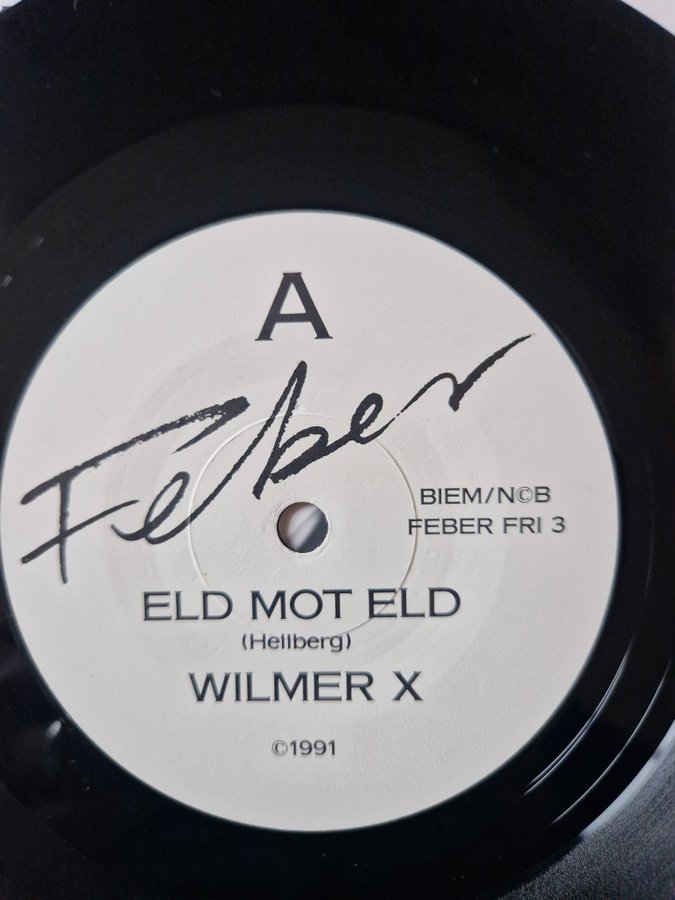 A
Feber
BIEM/N©B
FEBER FRI 3
ELD MOT ELD
(Hellberg)
WILMER X
©1991